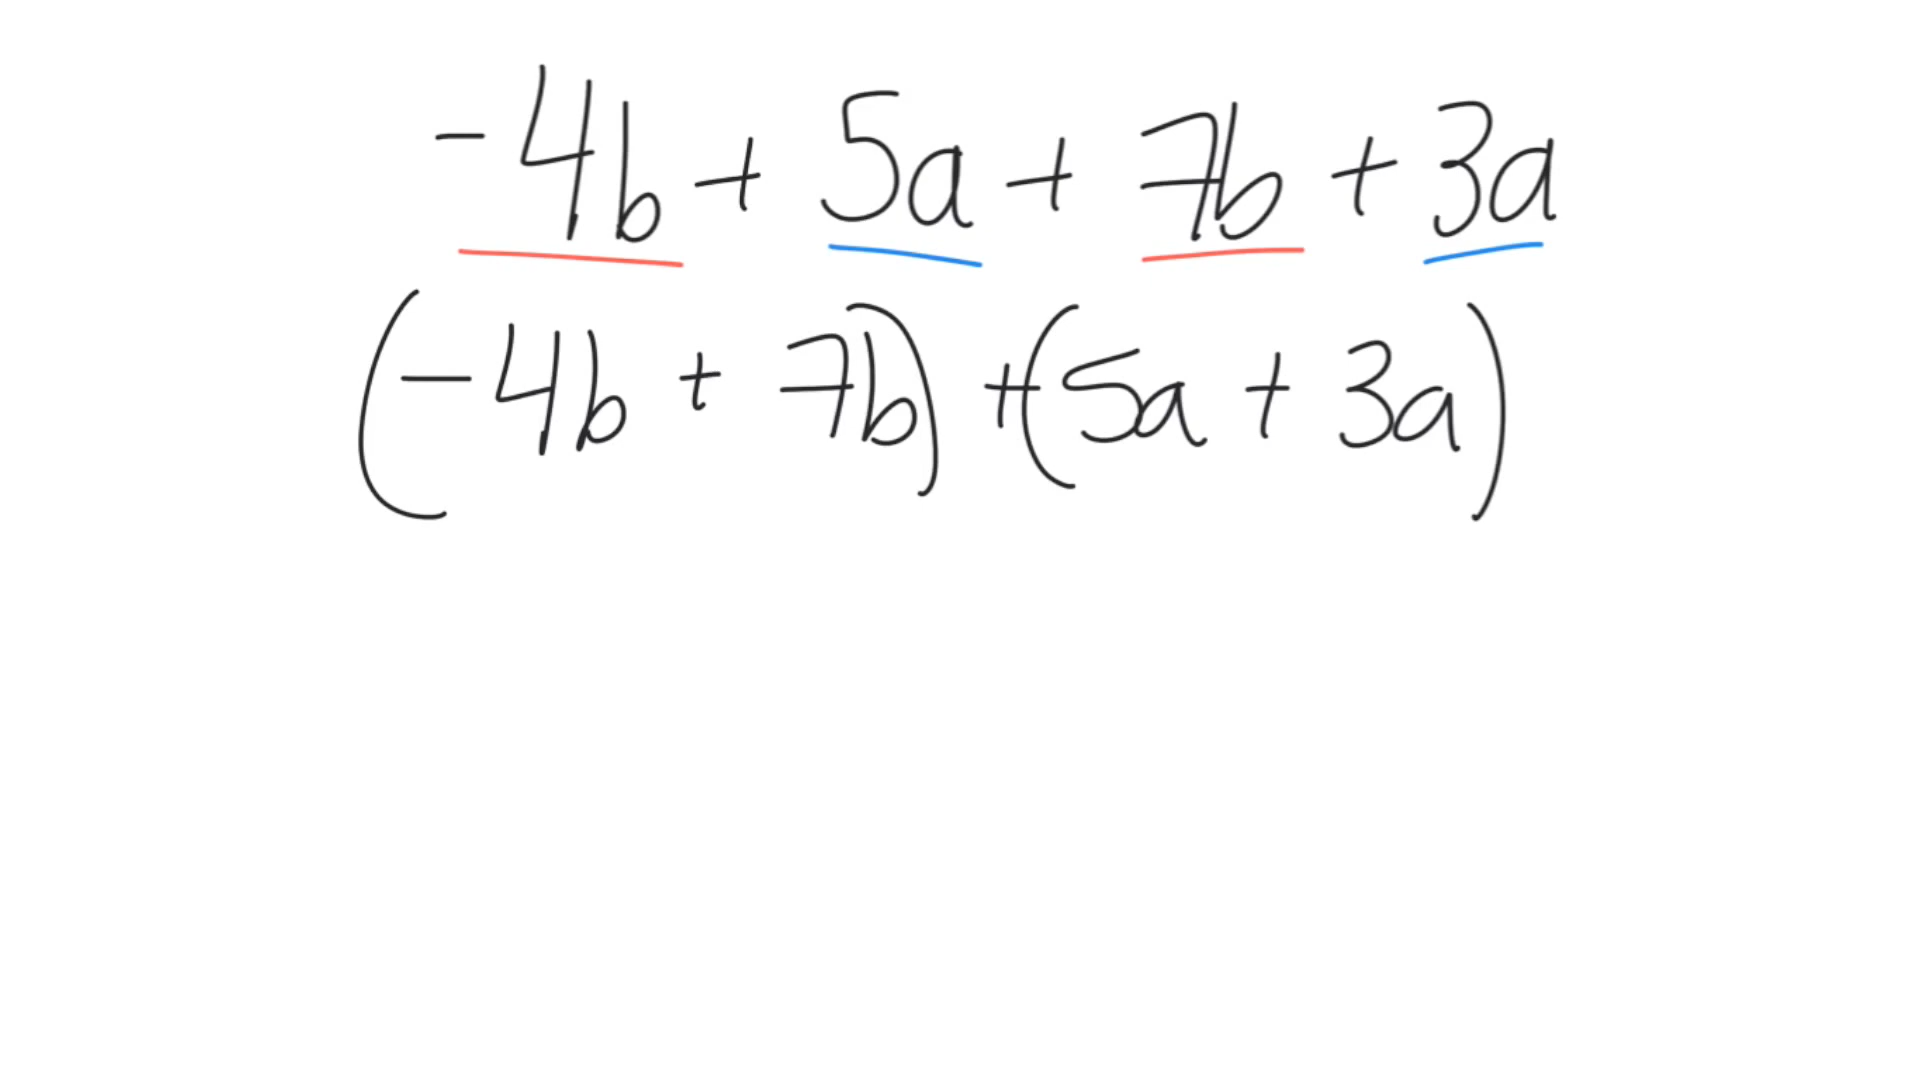 -4b + 5a + 7b + 3a
(-4b + 7b) + (5a + 3a)